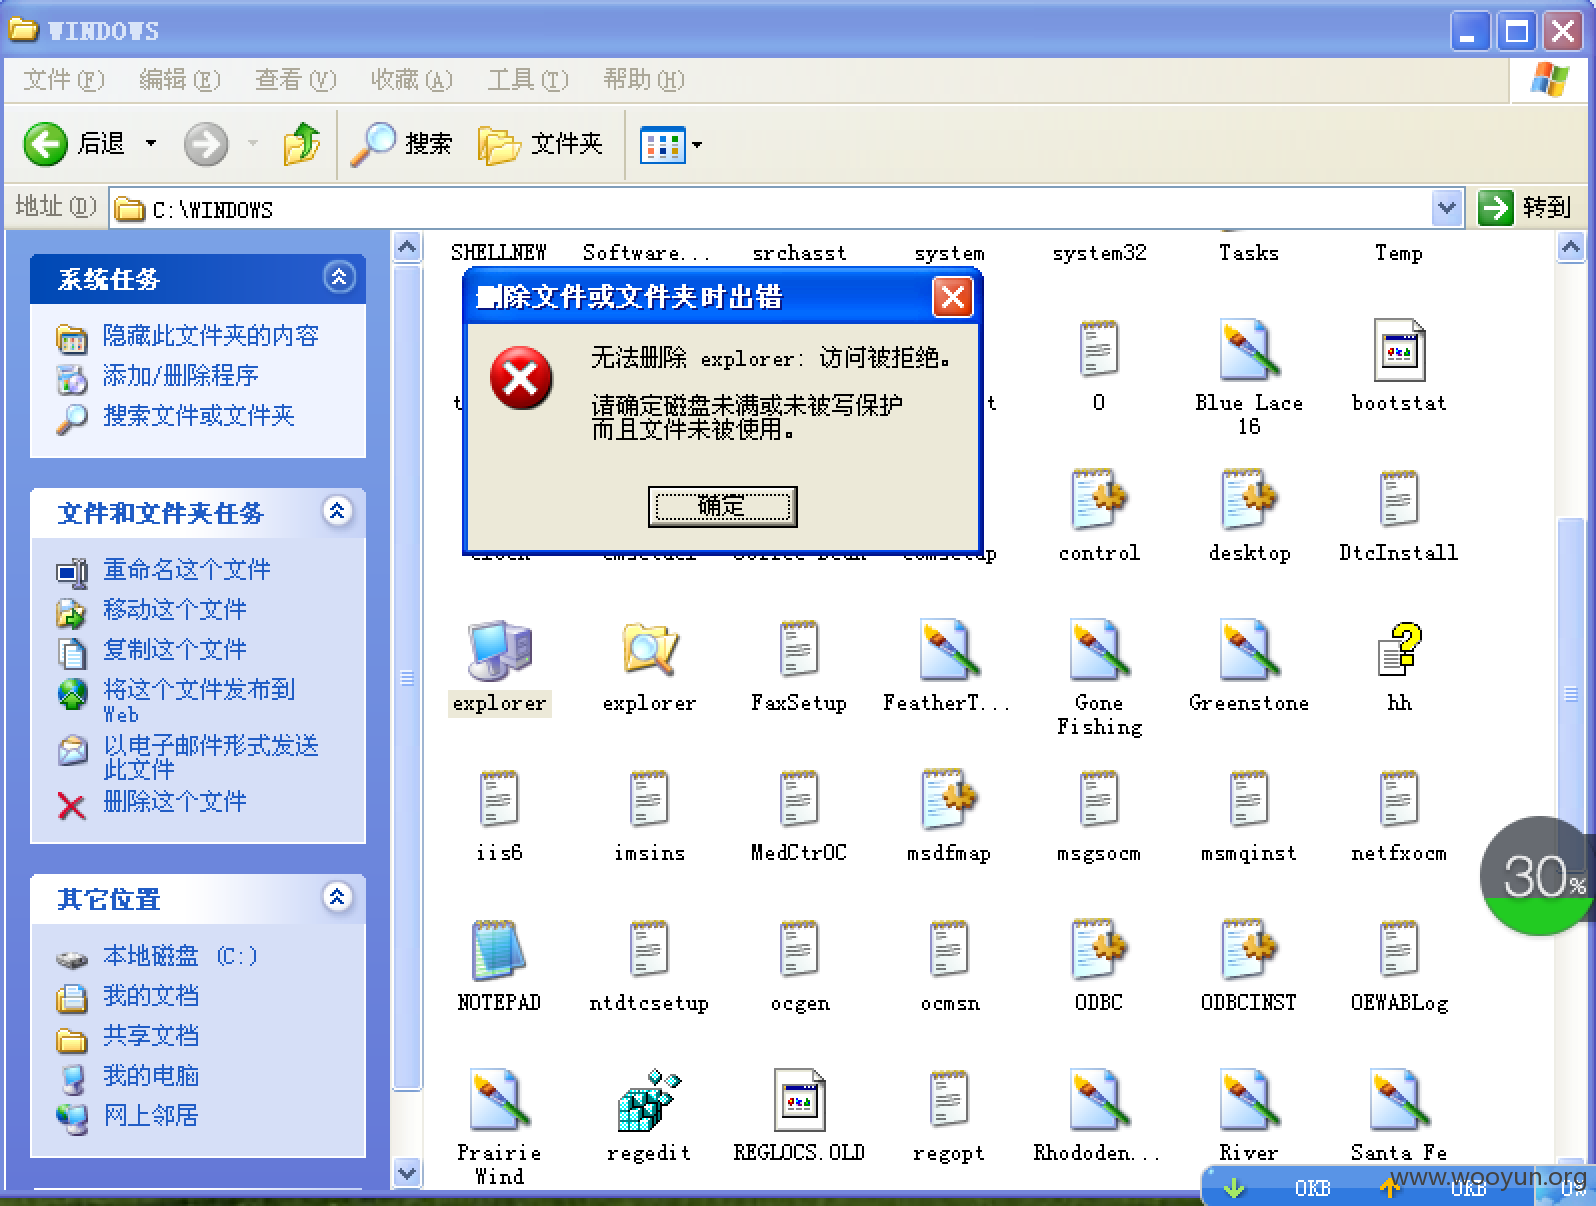 WINDOWS
文件(F) 编辑(E) 查看(V) 收藏(A) 工具(T) 帮助(H)
后退 搜索 文件夹
地址(D) C:\WINDOWS 转到
系统任务
隐藏此文件夹的内容
添加/删除程序
搜索文件或文件夹
文件和文件夹任务
重命名这个文件
移动这个文件
复制这个文件
将这个文件发布到
Web
以电子邮件形式发送
此文件
删除这个文件
其它位置
本地磁盘 (C:)
我的文档
共享文档
我的电脑
网上邻居
SHELLNEW Software... srchasst system system32 Tasks Temp
删除文件或文件夹时出错
无法删除 explorer: 访问被拒绝。
请确定磁盘未满或未被写保护
而且文件未被使用。
确定
0 Blue Lace bootstat
16
control desktop DtcInstall
explorer explorer FaxSetup FeatherT... Gone Greenstone hh
Fishing
iis6 imsins MedCtrOC msdfmap msgsocm msmqinst netfxocm
30%
NOTEPAD ntdtcsetup ocgen ocmsn ODBC ODBCINST OEWABLog
Prairie regedit REGLOCS.OLD regopt Rhododen... River Santa Fe
Wind
www.wooyun.org
0KB 0KB